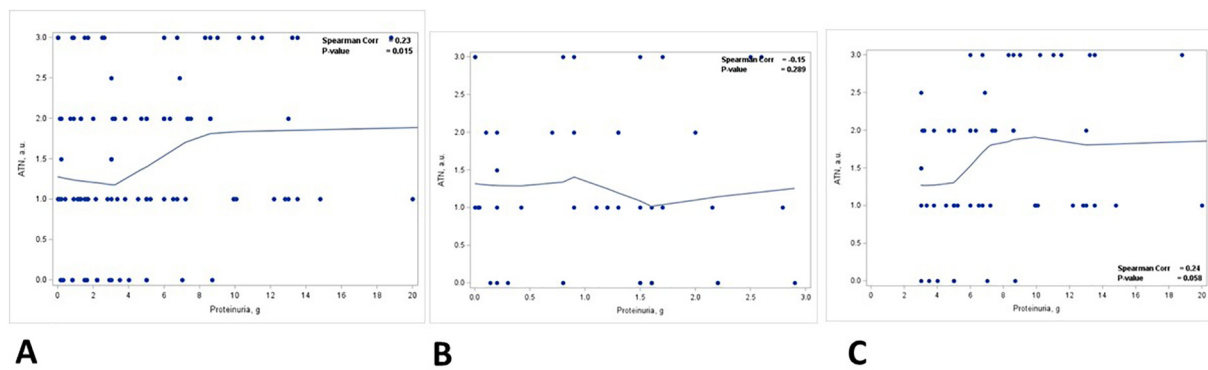 3.0
2.5
2.0
1.5
1.0
0.5
0.0
ATN, a.u.
Spearman Corr = 0.23
P-value = 0.015
0 2 4 6 8 10 12 14 16 18 20
Proteinuria, g
A
3.0
2.5
2.0
1.5
1.0
0.5
0.0
ATN, a.u.
Spearman Corr = -0.15
P-value = 0.289
0.0 0.5 1.0 1.5 2.0 2.5 3.0
Proteinuria, g
B
3.0
2.5
2.0
1.5
1.0
0.5
0.0
ATN, a.u.
Spearman Corr = 0.24
P-value = 0.058
0 2 4 6 8 10 12 14 16 18 20
Proteinuria, g
C